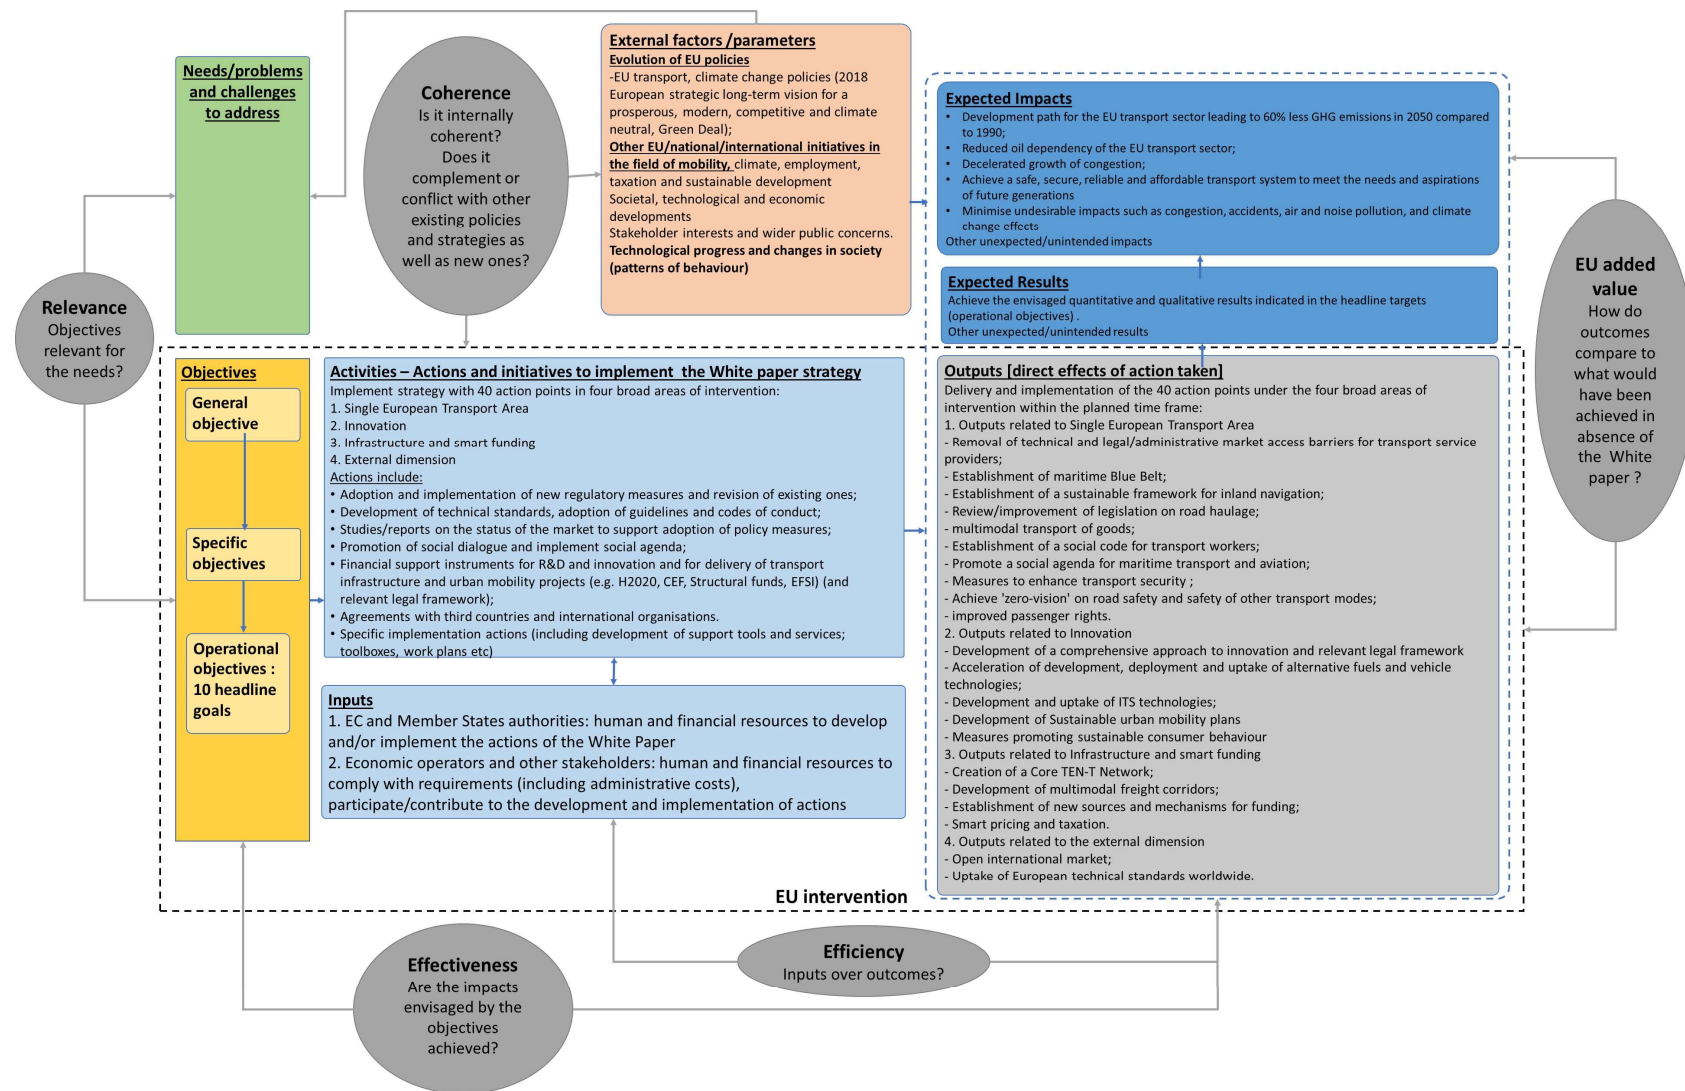 Needs/problems
and challenges
to address
Coherence
Is it internally
coherent?
Does it
complement or
conflict with other
existing policies
and strategies as
well as new ones?
External factors /parameters
Evolution of EU policies
-EU transport, climate change policies (2018
European strategic long-term vision for a
prosperous, modern, competitive and climate
neutral, Green Deal);
Other EU/national/international initiatives in
the field of mobility, climate, employment,
taxation and sustainable development
Societal, technological and economic
developments
Stakeholder interests and wider public concerns.
Technological progress and changes in society
(patterns of behaviour)
Expected Impacts
• Development path for the EU transport sector leading to 60% less GHG emissions in 2050 compared
to 1990;
• Reduced oil dependency of the EU transport sector;
• Decelerated growth of congestion;
• Achieve a safe, secure, reliable and affordable transport system to meet the needs and aspirations
of future generations
• Minimise undesirable impacts such as congestion, accidents, air and noise pollution, and climate
change effects
Other unexpected/unintended impacts
Expected Results
Achieve the envisaged quantitative and qualitative results indicated in the headline targets
(operational objectives) .
Other unexpected/unintended results
Relevance
Objectives
relevant for
the needs?
EU added
value
How do
outcomes
compare to
what would
have been
achieved in
absence of
the White
paper ?
Objectives
General
objective
Specific
objectives
Operational
objectives :
10 headline
goals
Activities – Actions and initiatives to implement the White paper strategy
Implement strategy with 40 action points in four broad areas of intervention:
1. Single European Transport Area
2. Innovation
3. Infrastructure and smart funding
4. External dimension
Actions include:
• Adoption and implementation of new regulatory measures and revision of existing ones;
• Development of technical standards, adoption of guidelines and codes of conduct;
• Studies/reports on the status of the market to support adoption of policy measures;
• Promotion of social dialogue and implement social agenda;
• Financial support instruments for R&D and innovation and for delivery of transport
infrastructure and urban mobility projects (e.g. H2020, CEF, Structural funds, EFSI) (and
relevant legal framework);
• Agreements with third countries and international organisations.
• Specific implementation actions (including development of support tools and services;
toolboxes, work plans etc)
Inputs
1. EC and Member States authorities: human and financial resources to develop
and/or implement the actions of the White Paper
2. Economic operators and other stakeholders: human and financial resources to
comply with requirements (including administrative costs),
participate/contribute to the development and implementation of actions
Outputs [direct effects of action taken]
Delivery and implementation of the 40 action points under the four broad areas of
intervention within the planned time frame:
1. Outputs related to Single European Transport Area
- Removal of technical and legal/administrative market access barriers for transport service
providers;
- Establishment of maritime Blue Belt;
- Establishment of a sustainable framework for inland navigation;
- Review/improvement of legislation on road haulage;
- multimodal transport of goods;
- Establishment of a social code for transport workers;
- Promote a social agenda for maritime transport and aviation;
- Measures to enhance transport security ;
- Achieve 'zero-vision' on road safety and safety of other transport modes;
- improved passenger rights.
2. Outputs related to Innovation
- Development of a comprehensive approach to innovation and relevant legal framework
- Acceleration of development, deployment and uptake of alternative fuels and vehicle
technologies;
- Development and uptake of ITS technologies;
- Development of Sustainable urban mobility plans
- Measures promoting sustainable consumer behaviour
3. Outputs related to Infrastructure and smart funding
- Creation of a Core TEN-T Network;
- Development of multimodal freight corridors;
- Establishment of new sources and mechanisms for funding;
- Smart pricing and taxation.
4. Outputs related to the external dimension
- Open international market;
- Uptake of European technical standards worldwide.
EU intervention
Effectiveness
Are the impacts
envisaged by the
objectives
achieved?
Efficiency
Inputs over outcomes?